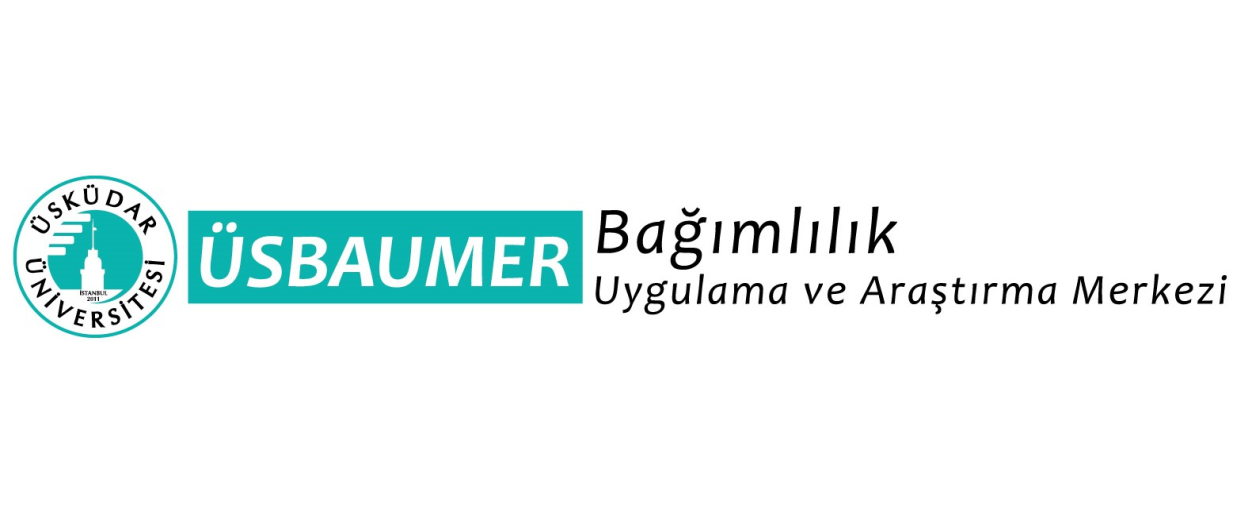 ÜSKÜDAR
ÜNİVERSİTESİ
İSTANBUL
2011
ÜSBAUMER
Bağımlılık
Uygulama ve Araştırma Merkezi